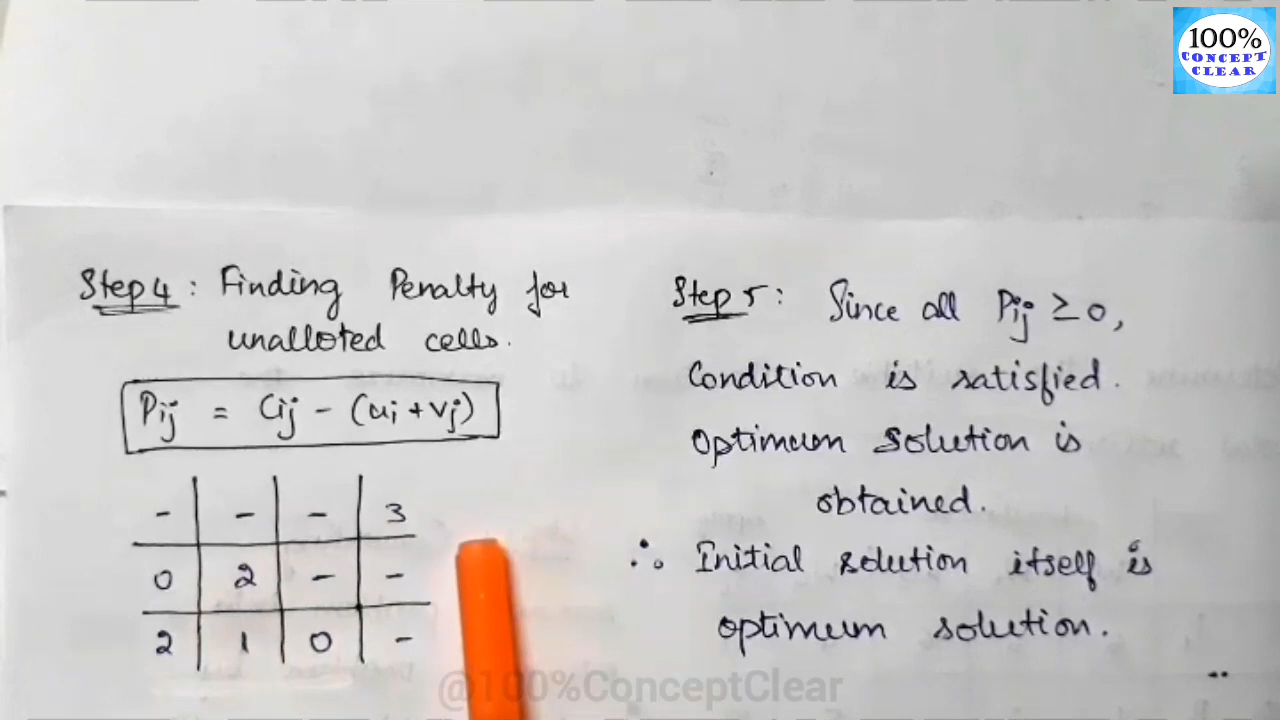 100%
CONCEPT
CLEAR
Step 4 : Finding Penalty for
unalloted cells.
Pij = Cij - (ui + vj)
- - - 3
0 2 - -
2 1 0 -
Step 5 : Since all Pij ≥ 0,
Condition is satisfied.
Optimum solution is
obtained.
∴ Initial solution itself is
optimum solution.
@100%ConceptClear